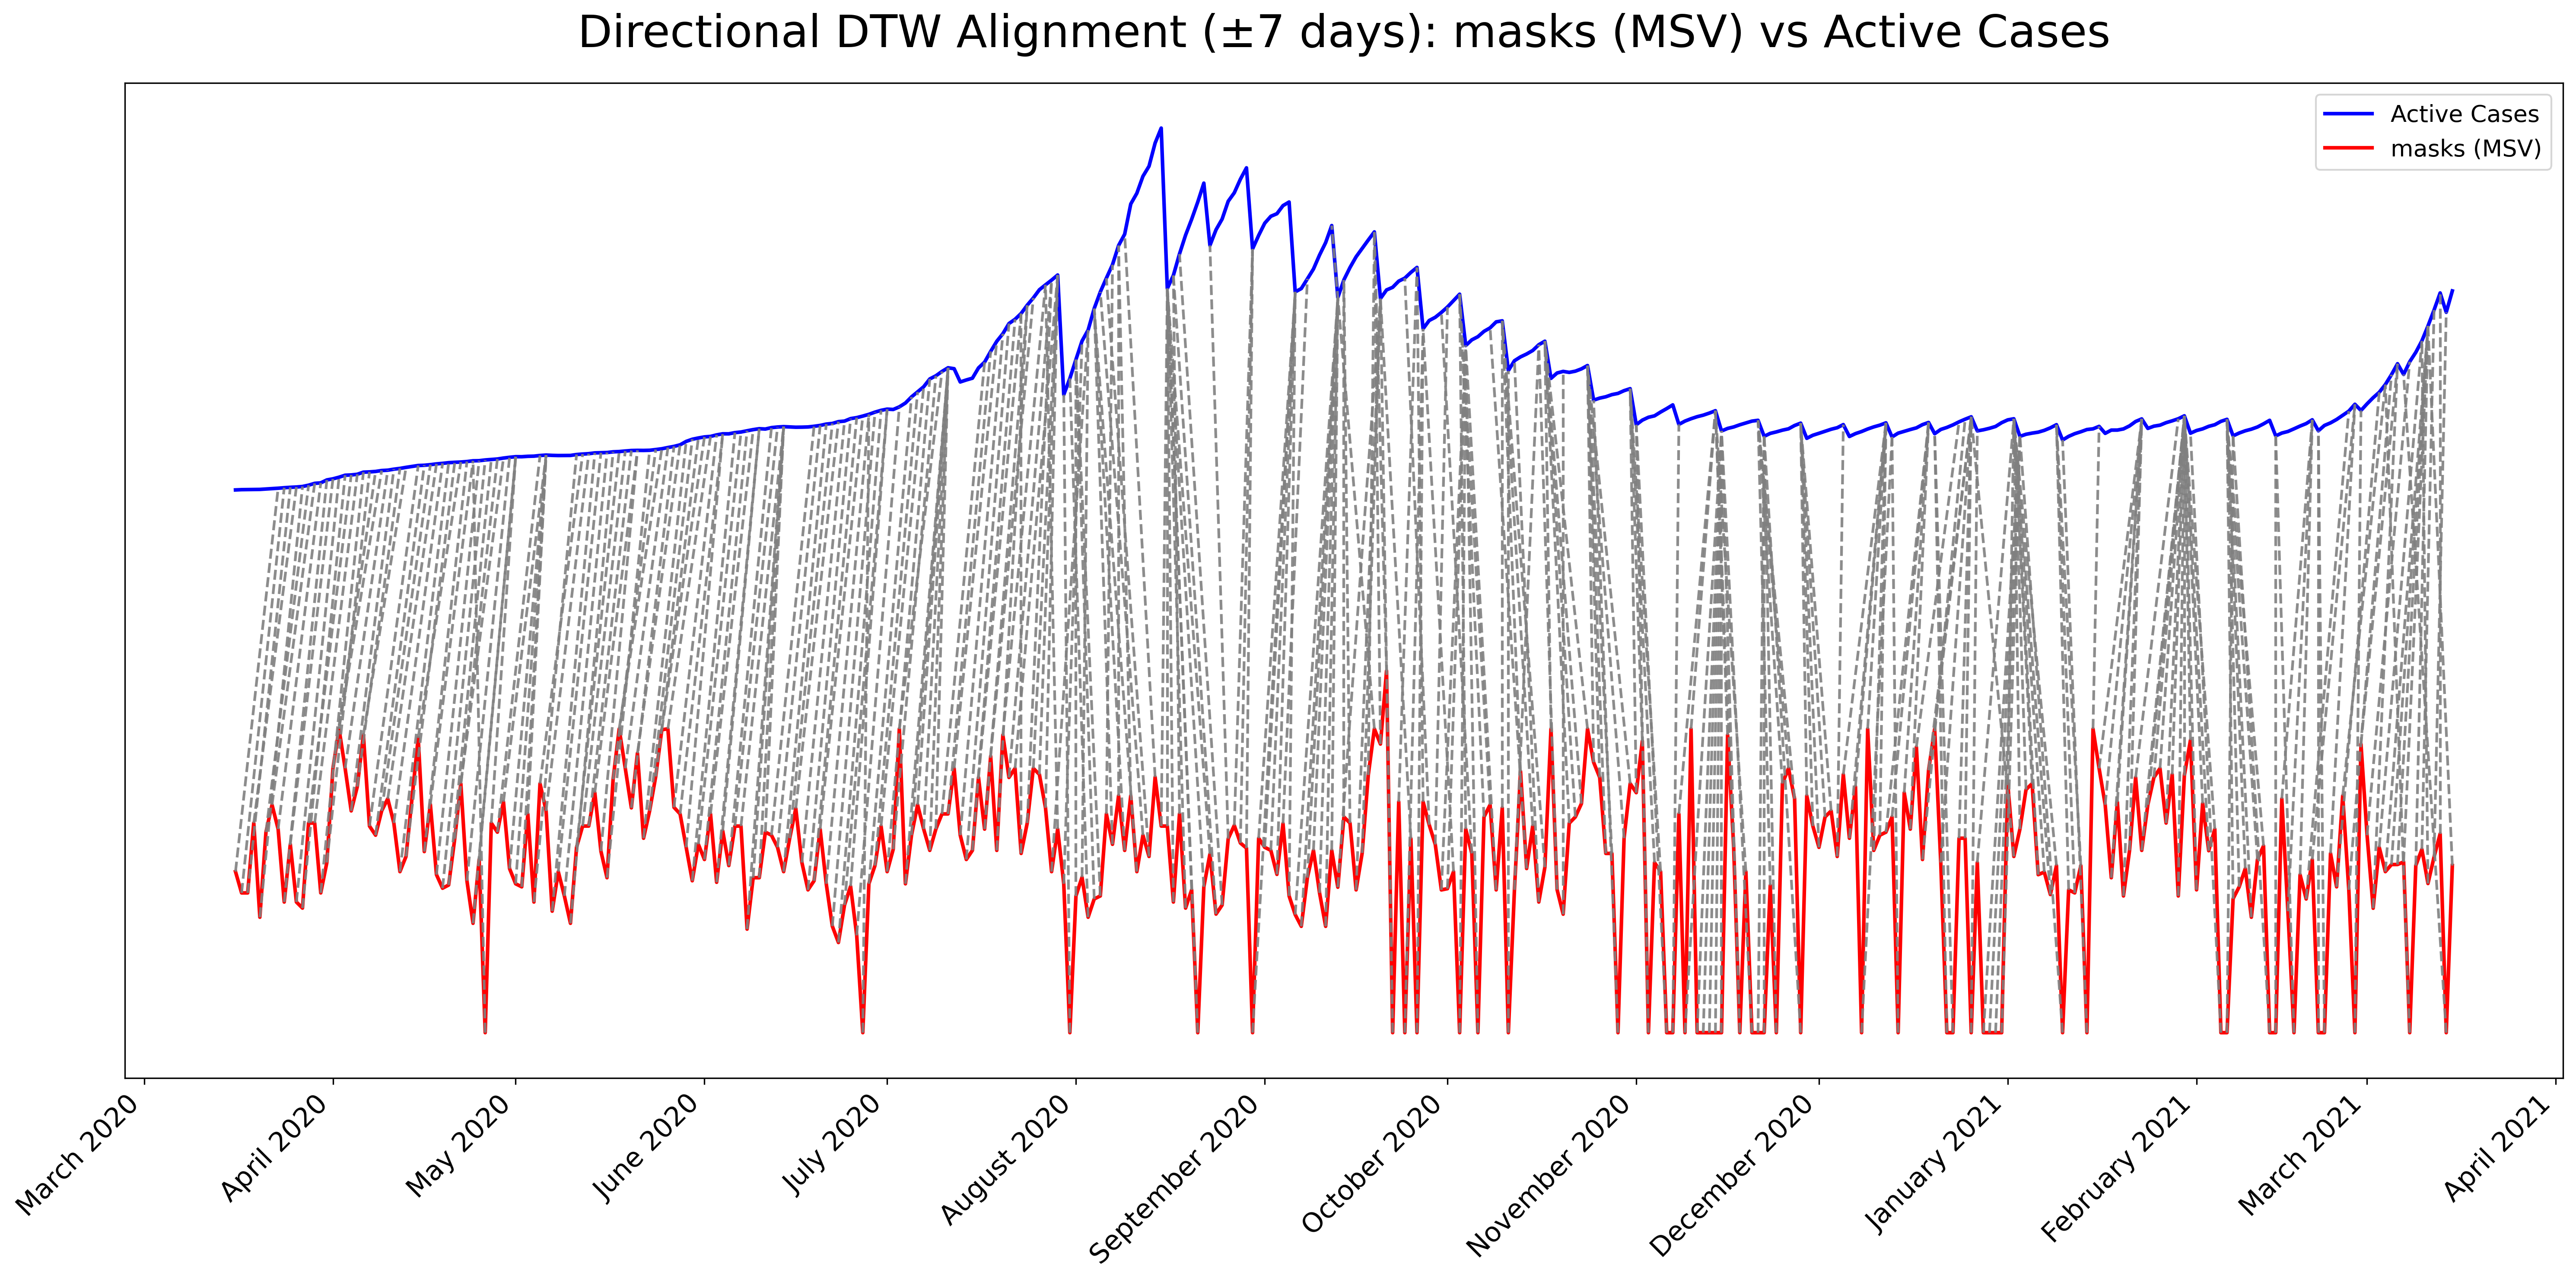 Directional DTW Alignment (±7 days): masks (MSV) vs Active Cases
Active Cases
masks (MSV)
March 2020
April 2020
May 2020
June 2020
July 2020
August 2020
September 2020
October 2020
November 2020
December 2020
January 2021
February 2021
March 2021
April 2021